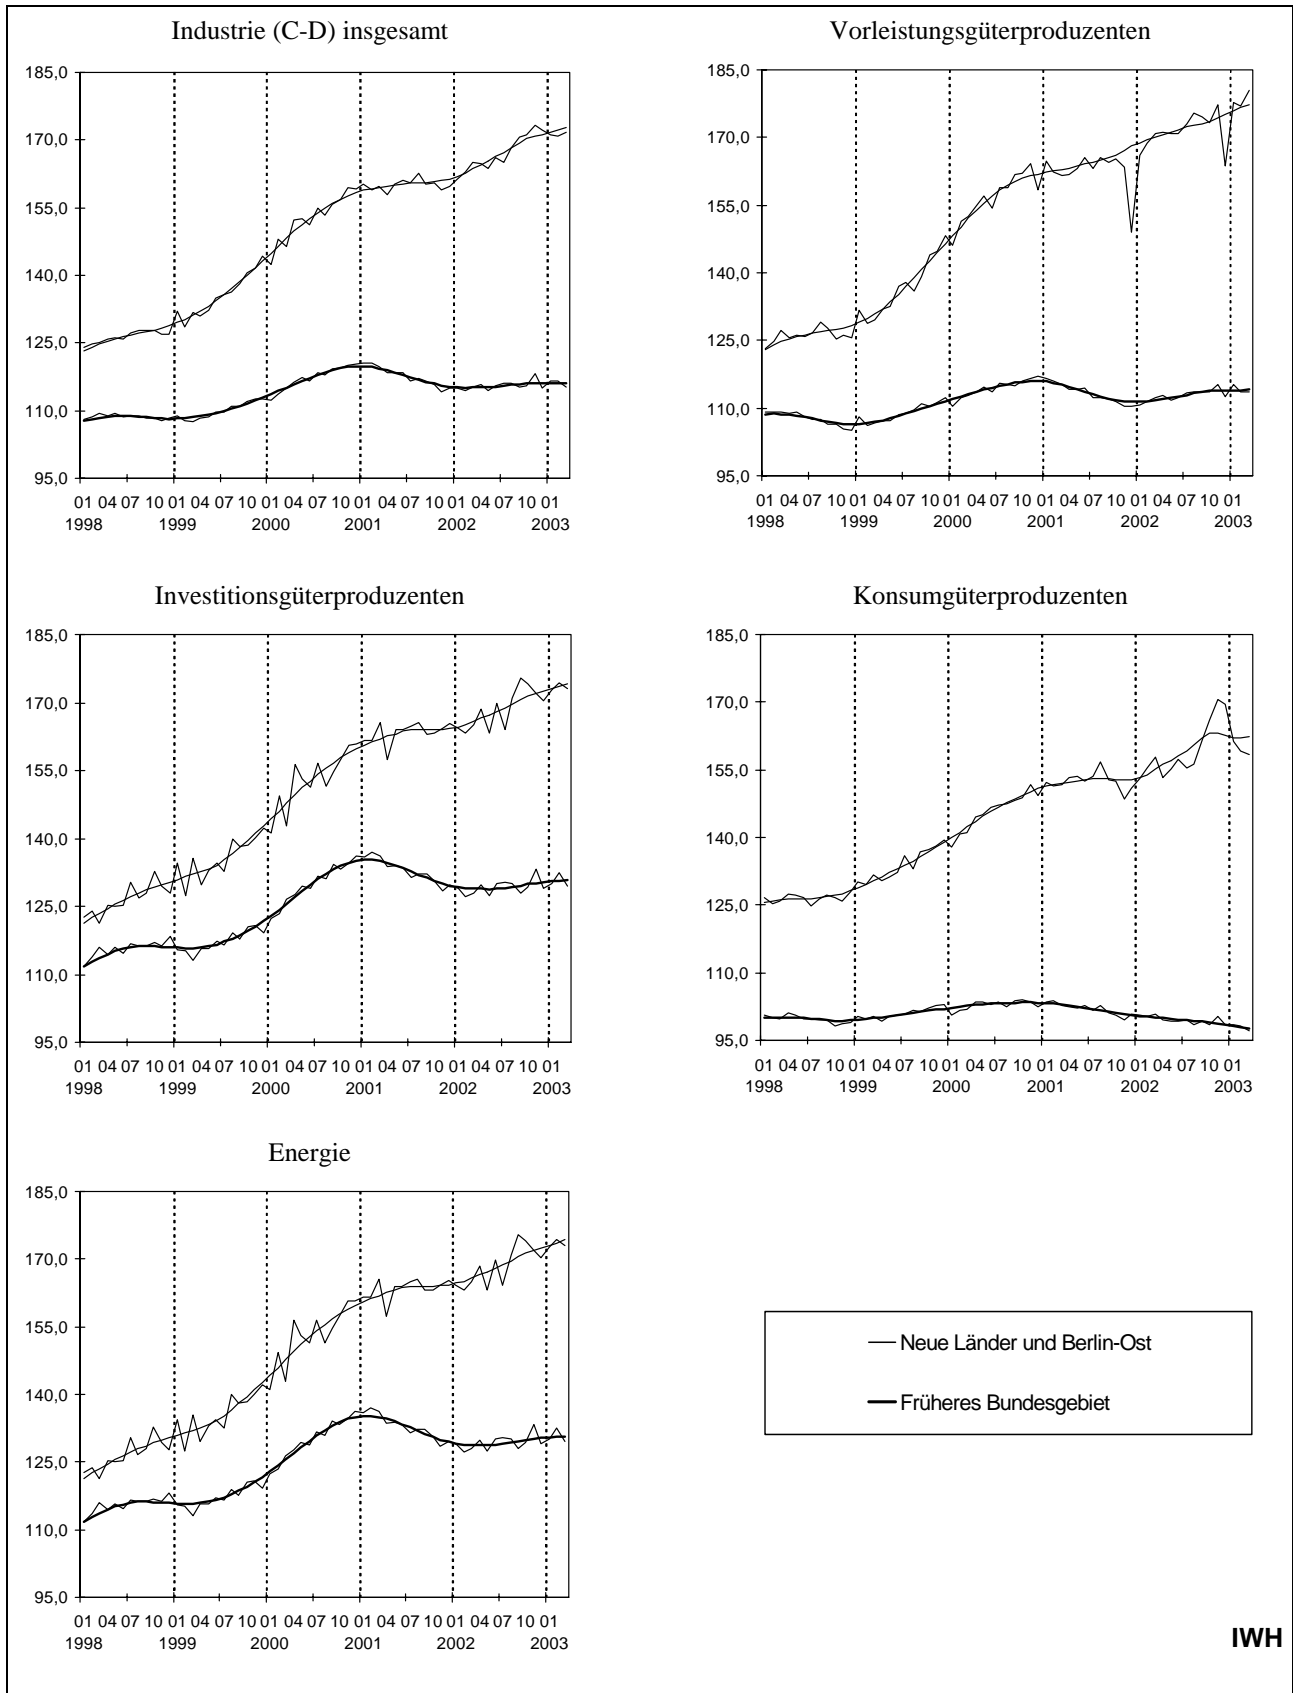 Industrie (C-D) insgesamt
185,0
170,0
155,0
140,0
125,0
110,0
95,0
01 04 07 10 01 04 07 10 01 04 07 10 01 04 07 10 01 04 07 10 01
1998 1999 2000 2001 2002 2003
Vorleistungsgüterproduzenten
185,0
170,0
155,0
140,0
125,0
110,0
95,0
01 04 07 10 01 04 07 10 01 04 07 10 01 04 07 10 01 04 07 10 01
1998 1999 2000 2001 2002 2003
Investitionsgüterproduzenten
185,0
170,0
155,0
140,0
125,0
110,0
95,0
01 04 07 10 01 04 07 10 01 04 07 10 01 04 07 10 01 04 07 10 01
1998 1999 2000 2001 2002 2003
Konsumgüterproduzenten
185,0
170,0
155,0
140,0
125,0
110,0
95,0
01 04 07 10 01 04 07 10 01 04 07 10 01 04 07 10 01 04 07 10 01
1998 1999 2000 2001 2002 2003
Energie
185,0
170,0
155,0
140,0
125,0
110,0
95,0
01 04 07 10 01 04 07 10 01 04 07 10 01 04 07 10 01 04 07 10 01
1998 1999 2000 2001 2002 2003
Neue Länder und Berlin-Ost
Früheres Bundesgebiet
IWH